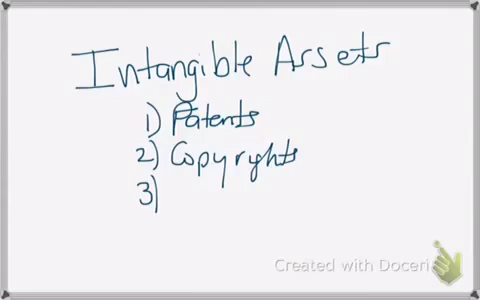 Intangible Assets
1) Patents
2) Copyrights
3)
Created with Doceri